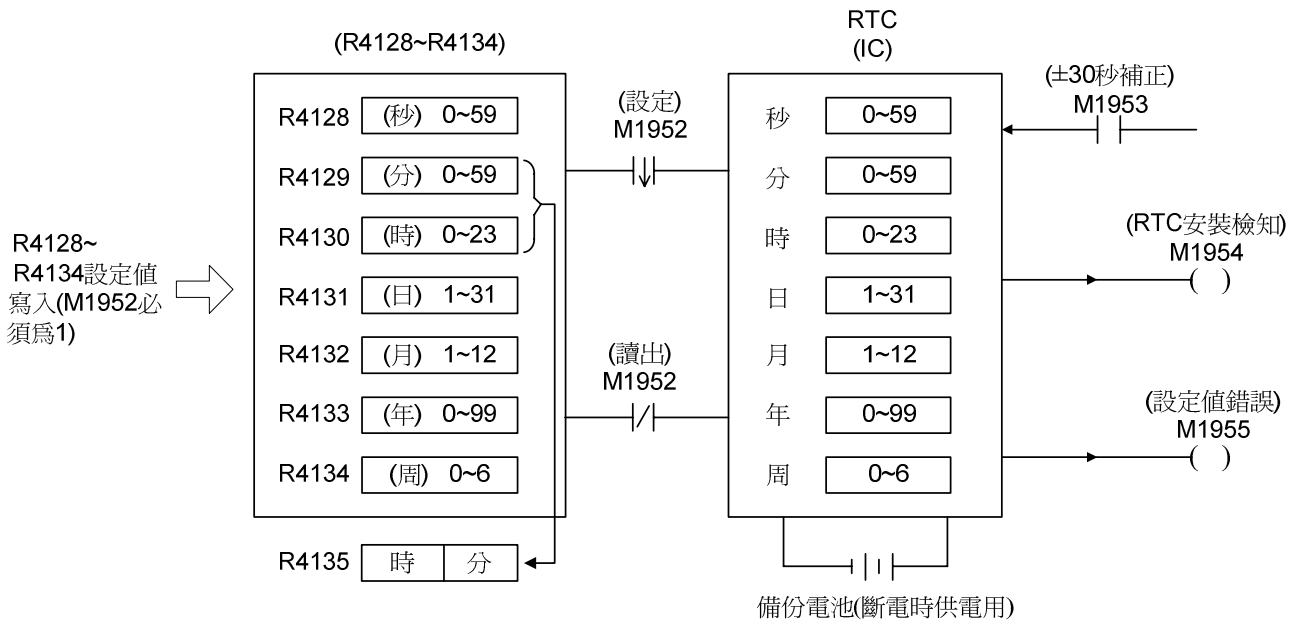 (R4128~R4134)
RTC
(IC)
R4128 (秒) 0~59
R4129 (分) 0~59
R4130 (時) 0~23
R4131 (日) 1~31
R4132 (月) 1~12
R4133 (年) 0~99
R4134 (周) 0~6
R4135 時 分
R4128~
R4134設定值
寫入(M1952必
須爲1)
(設定)
M1952
(讀出)
M1952
秒 0~59
分 0~59
時 0~23
日 1~31
月 1~12
年 0~99
周 0~6
(±30秒補正)
M1953
(RTC安裝檢知)
M1954
( )
(設定值錯誤)
M1955
( )
備份電池(斷電時供電用)